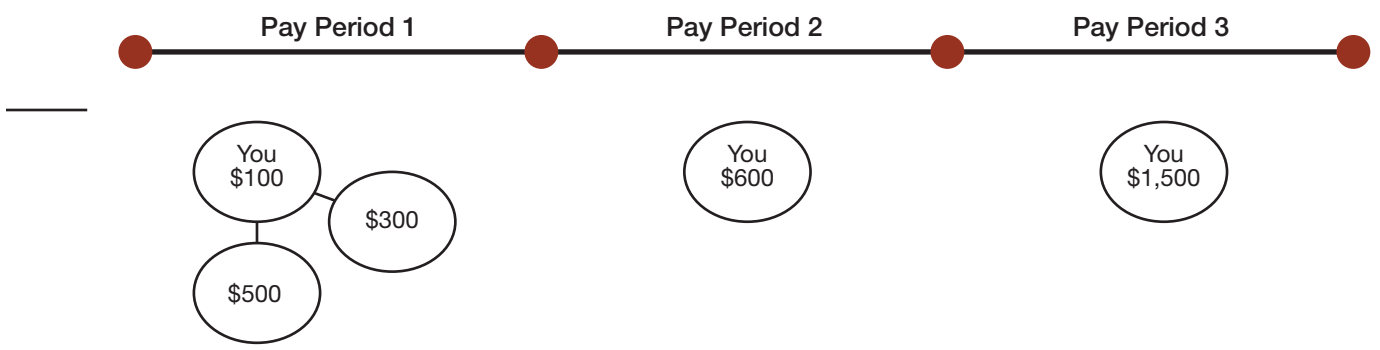 Pay Period 1
Pay Period 2
Pay Period 3
You
$100
$300
$500
You
$600
You
$1,500